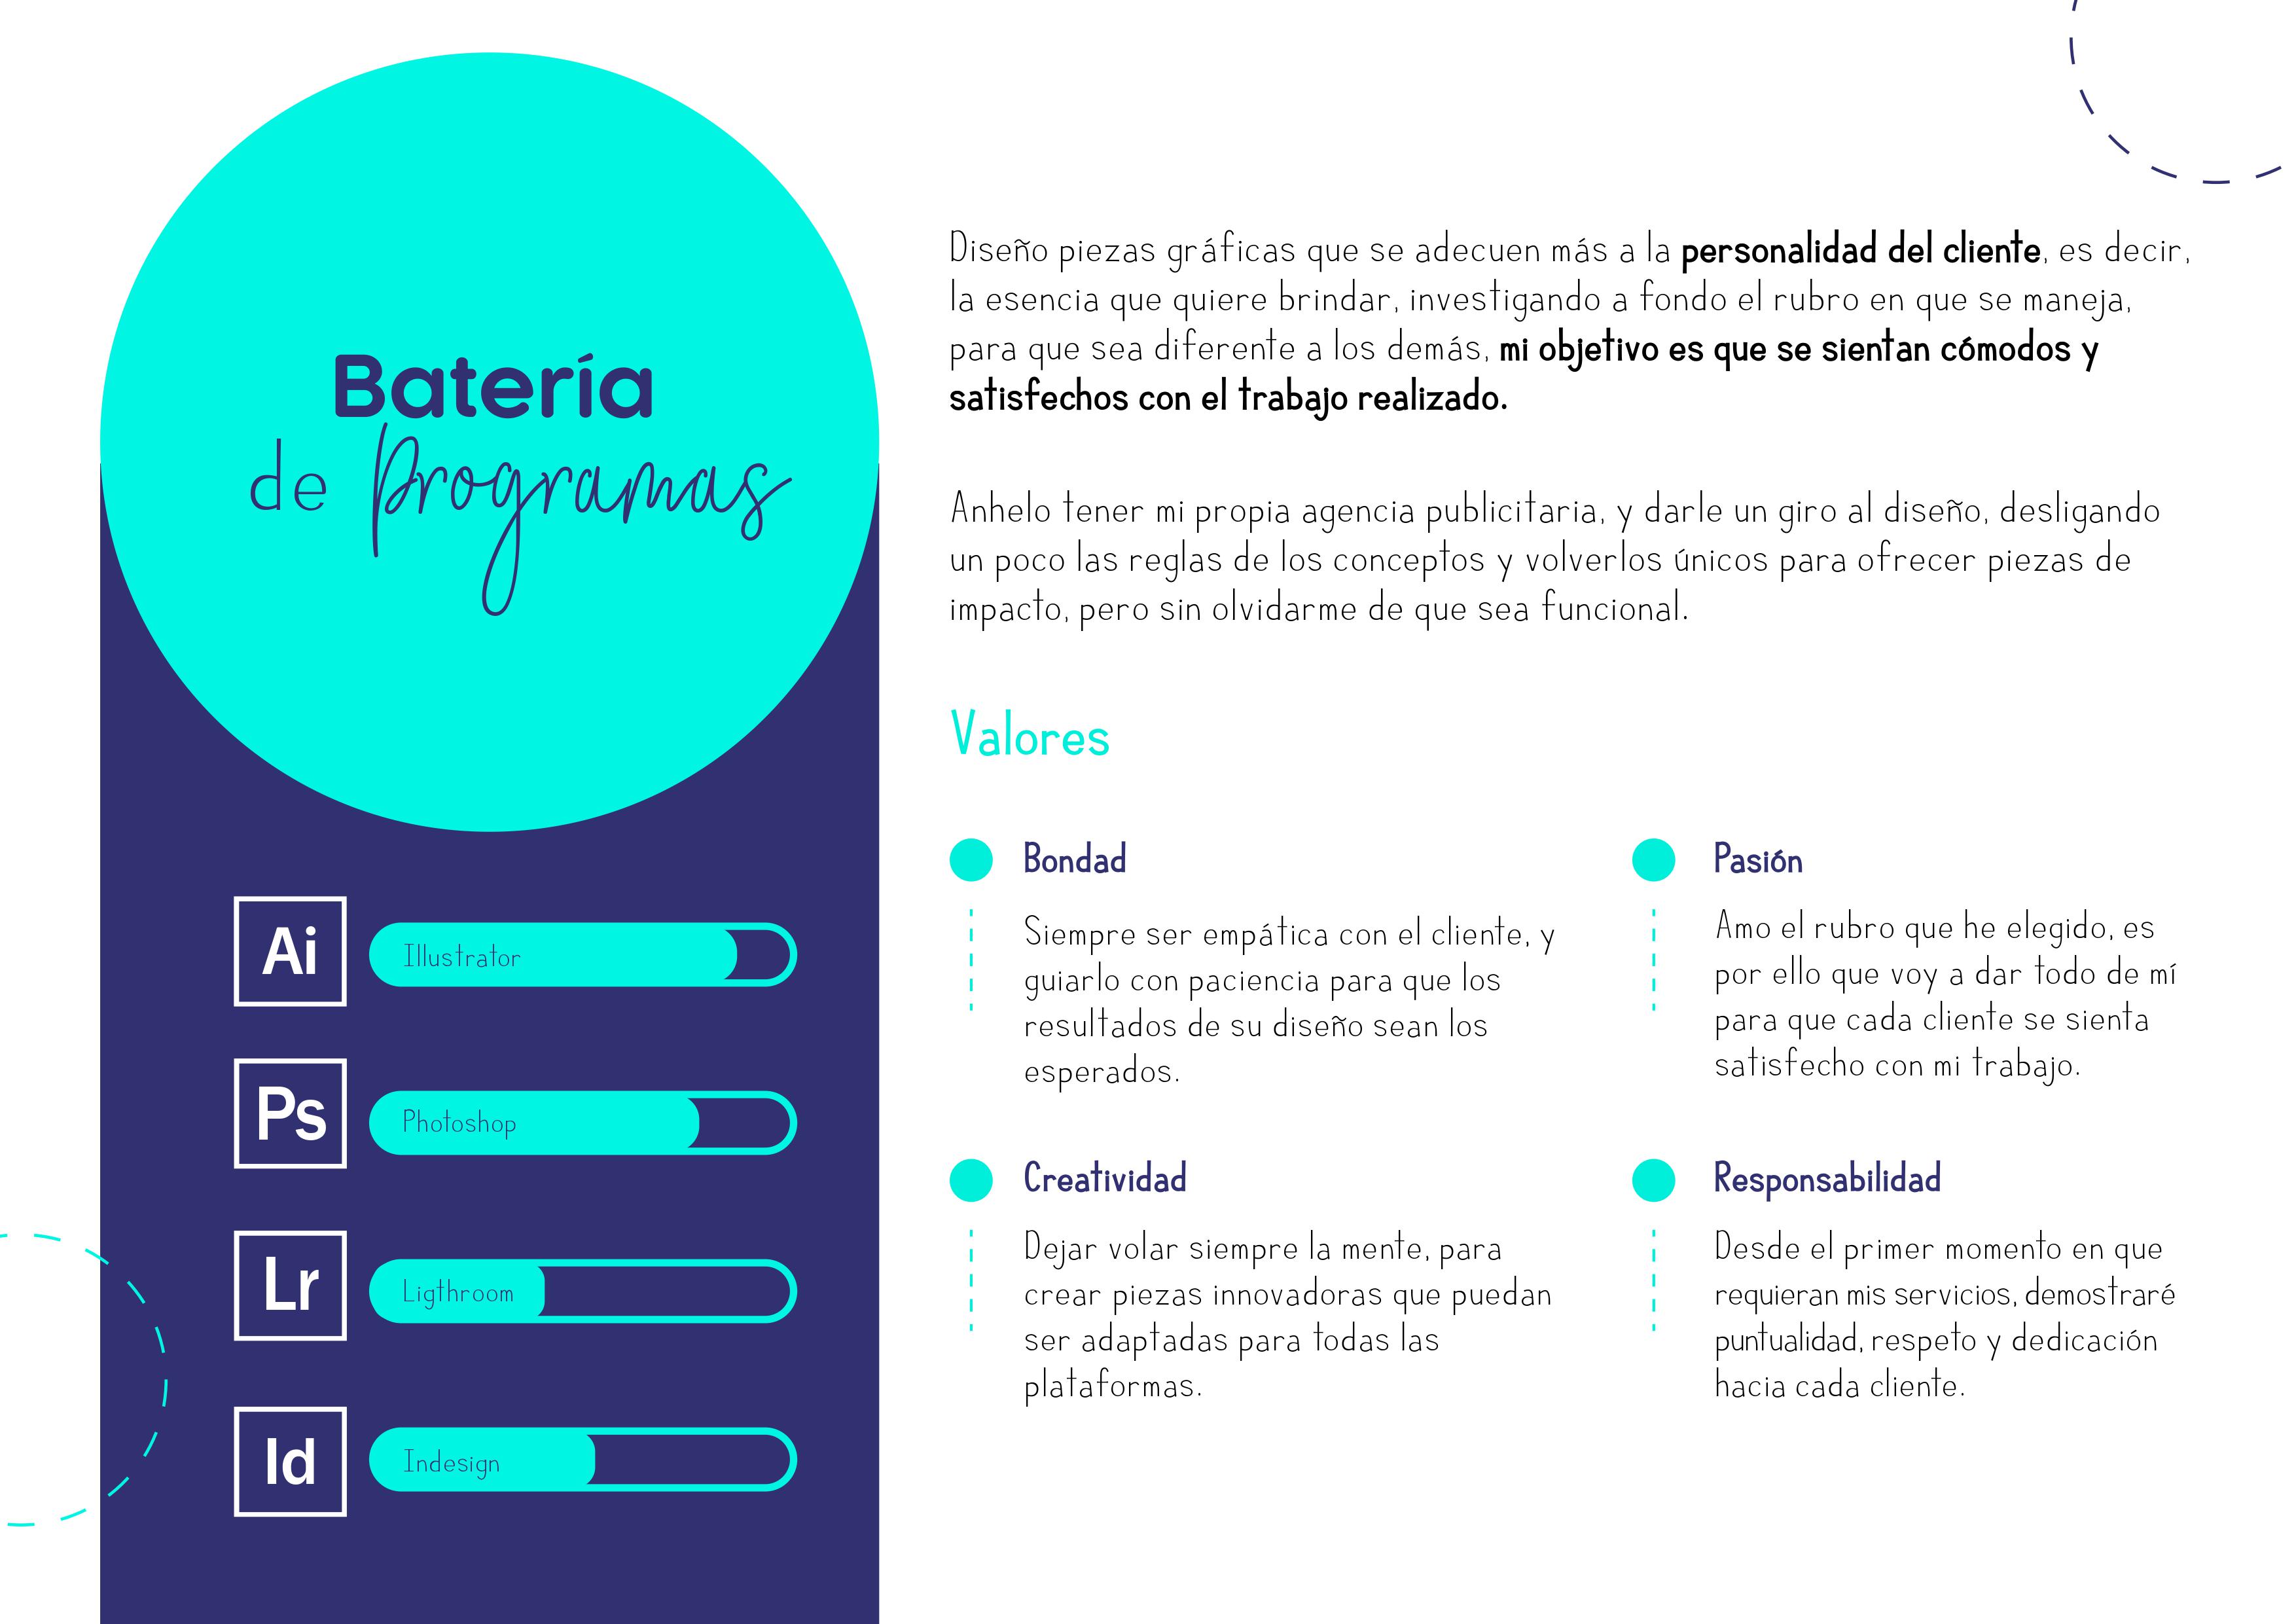 Batería
de Programas
Ai
Illustrator
Ps
Photoshop
Lr
Ligthroom
Id
Indesign
Diseño piezas gráficas que se adecuen más a la personalidad del cliente, es decir,
la esencia que quiere brindar, investigando a fondo el rubro en que se maneja,
para que sea diferente a los demás, mi objetivo es que se sientan cómodos y
satisfechos con el trabajo realizado.
Anhelo tener mi propia agencia publicitaria, y darle un giro al diseño, desligando
un poco las reglas de los conceptos y volverlos únicos para ofrecer piezas de
impacto, pero sin olvidarme de que sea funcional.
Valores
Bondad
Siempre ser empática con el cliente, y
guiarlo con paciencia para que los
resultados de su diseño sean los
esperados.
Pasión
Amo el rubro que he elegido, es
por ello que voy a dar todo de mí
para que cada cliente se sienta
satisfecho con mi trabajo.
Creatividad
Dejar volar siempre la mente, para
crear piezas innovadoras que puedan
ser adaptadas para todas las
plataformas.
Responsabilidad
Desde el primer momento en que
requieran mis servicios, demostraré
puntualidad, respeto y dedicación
hacia cada cliente.